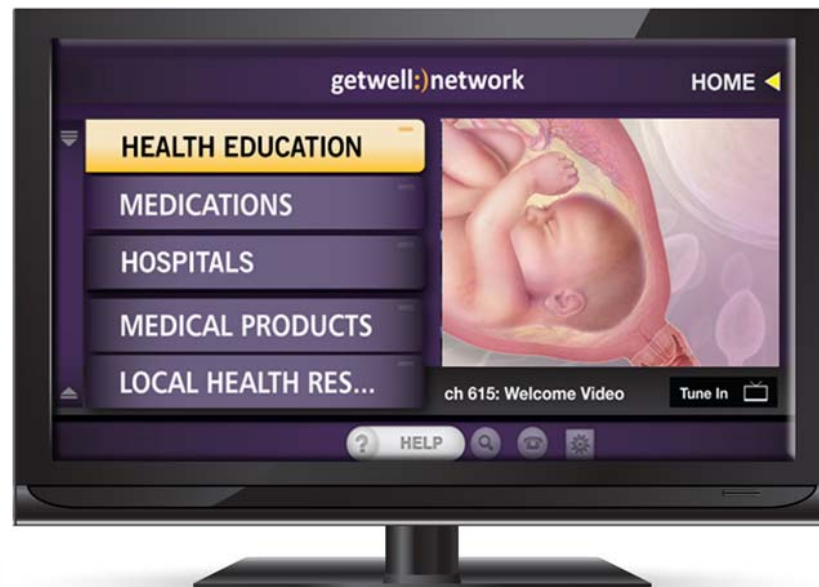 getwell:)network
HOME
HEALTH EDUCATION
MEDICATIONS
HOSPITALS
MEDICAL PRODUCTS
LOCAL HEALTH RES...
ch 615: Welcome Video
Tune In
? HELP